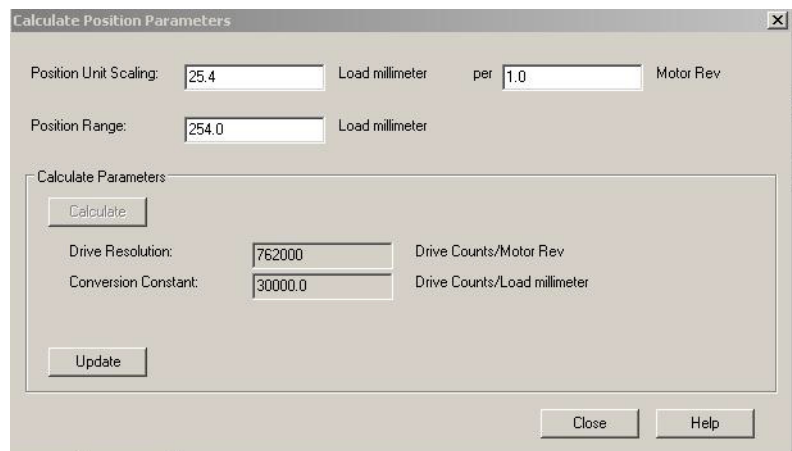 Calculate Position Parameters
Position Unit Scaling: 25.4 Load millimeter per 1.0 Motor Rev
Position Range: 254.0 Load millimeter
Calculate Parameters
Calculate
Drive Resolution: 762000 Drive Counts/Motor Rev
Conversion Constant: 30000.0 Drive Counts/Load millimeter
Update
Close Help